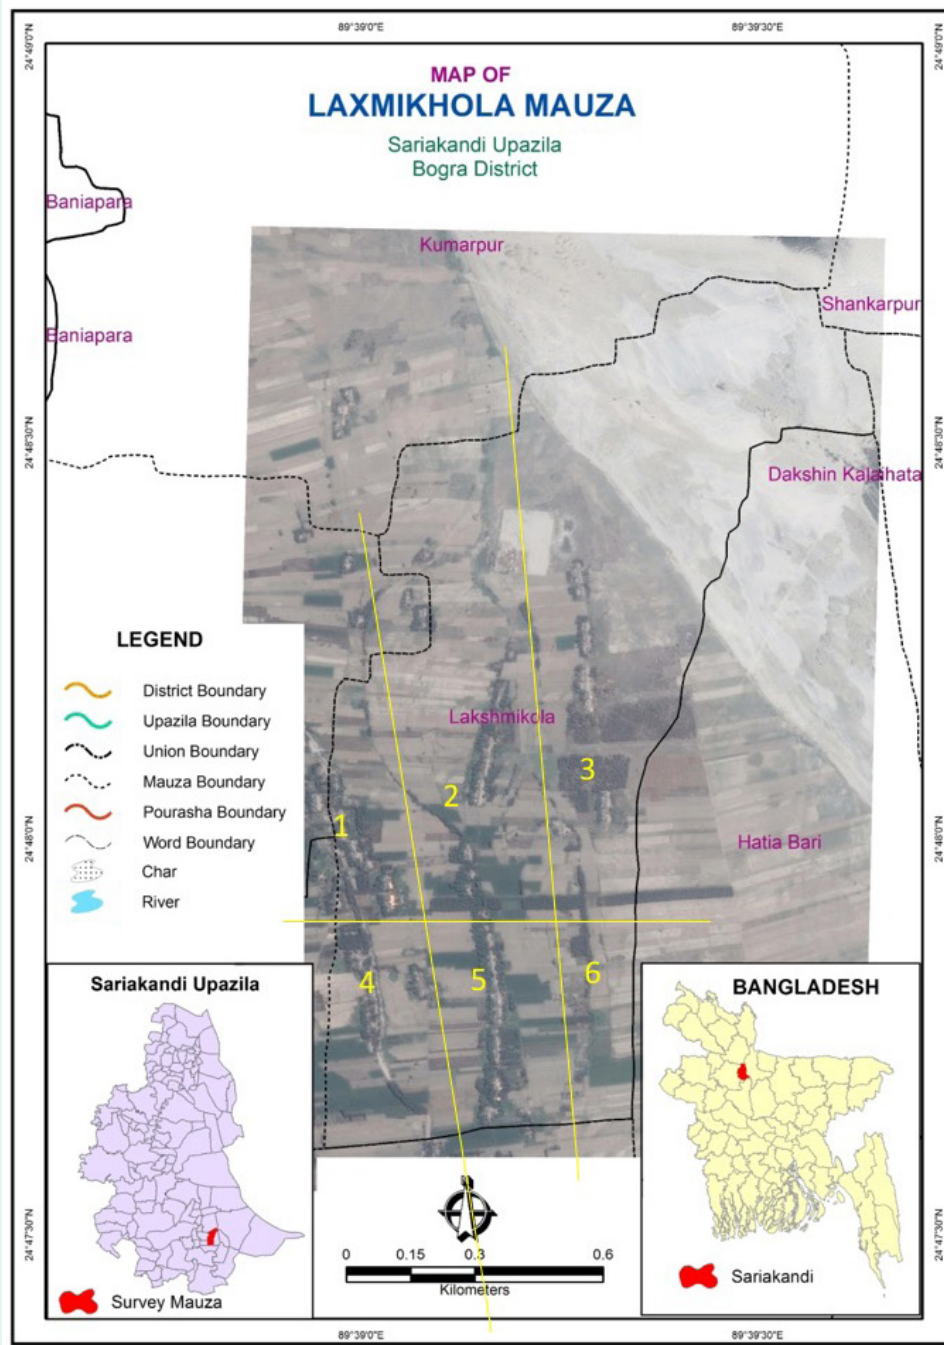 89°39'0"E
89°39'30"E
24°49'0"N
24°49'0"N
MAP OF
LAXMIKHOLA MAUZA
Sariakandi Upazila
Bogra District
Baniapara
Kumarpur
Shankarpur
Baniapara
24°48'30"N
24°48'30"N
Dakshin Kalaihata
LEGEND
District Boundary
Upazila Boundary
Union Boundary
Mauza Boundary
Pourasha Boundary
Word Boundary
Char
River
Lakshmikola
3
2
1
Hatia Bari
24°48'0"N
24°48'0"N
4
5
6
Sariakandi Upazila
Survey Mauza
BANGLADESH
Sariakandi
N
0
0.15
0.3
0.6
Kilometers
24°47'30"N
24°47'30"N
89°39'0"E
89°39'30"E